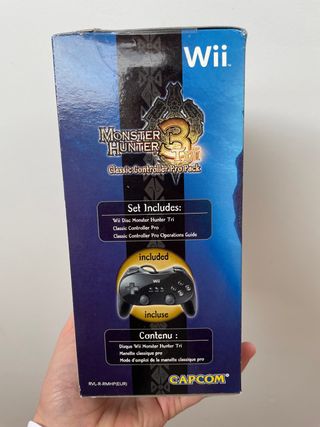 Wii
MONSTER
HUNTER 3
Tri
Classic Controller Pro Pack
Set Includes:
Wii Disc Monster Hunter Tri
Classic Controller Pro
Classic Controller Pro Operations Guide
included
Wii
incluse
Contenu :
Disque Wii Monster Hunter Tri
Manette classique pro
Mode d'emploi de la manette classique pro
RVL-R-RMHP(EUR)
CAPCOM